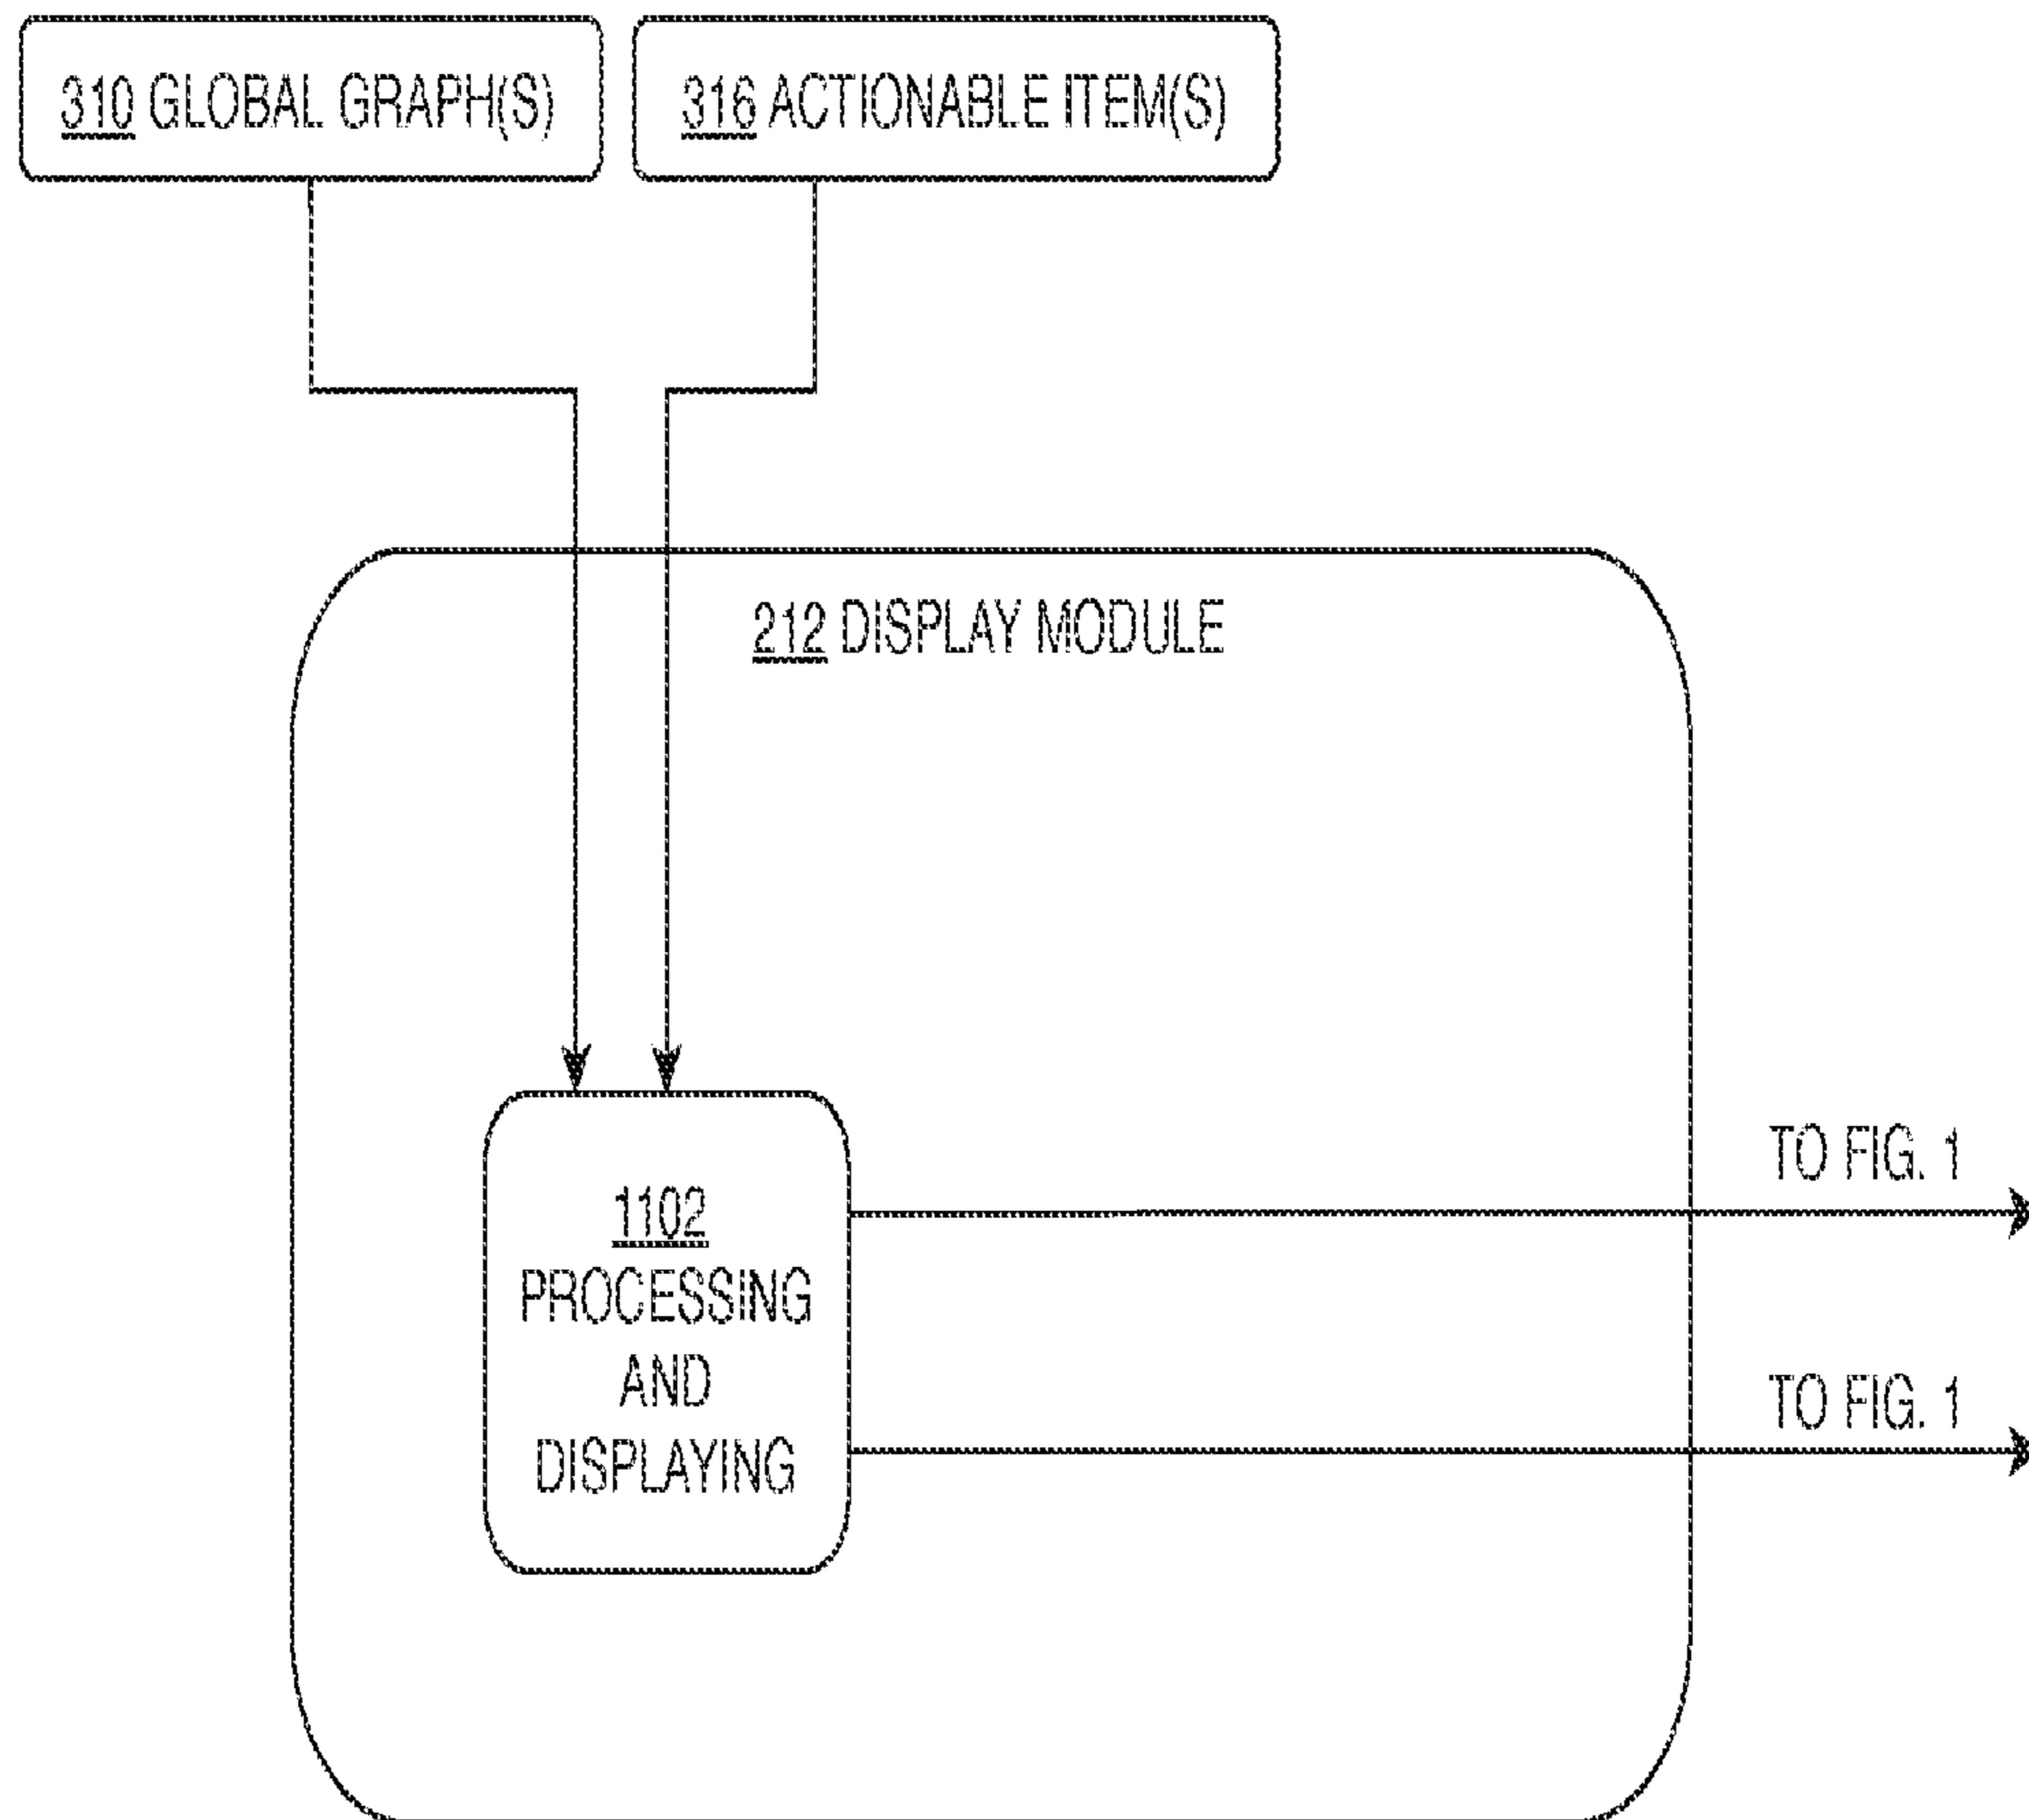 310 GLOBAL GRAPH(S)
316 ACTIONABLE ITEM(S)
212 DISPLAY MODULE
1102
PROCESSING
AND
DISPLAYING
TO FIG. 1
TO FIG. 1